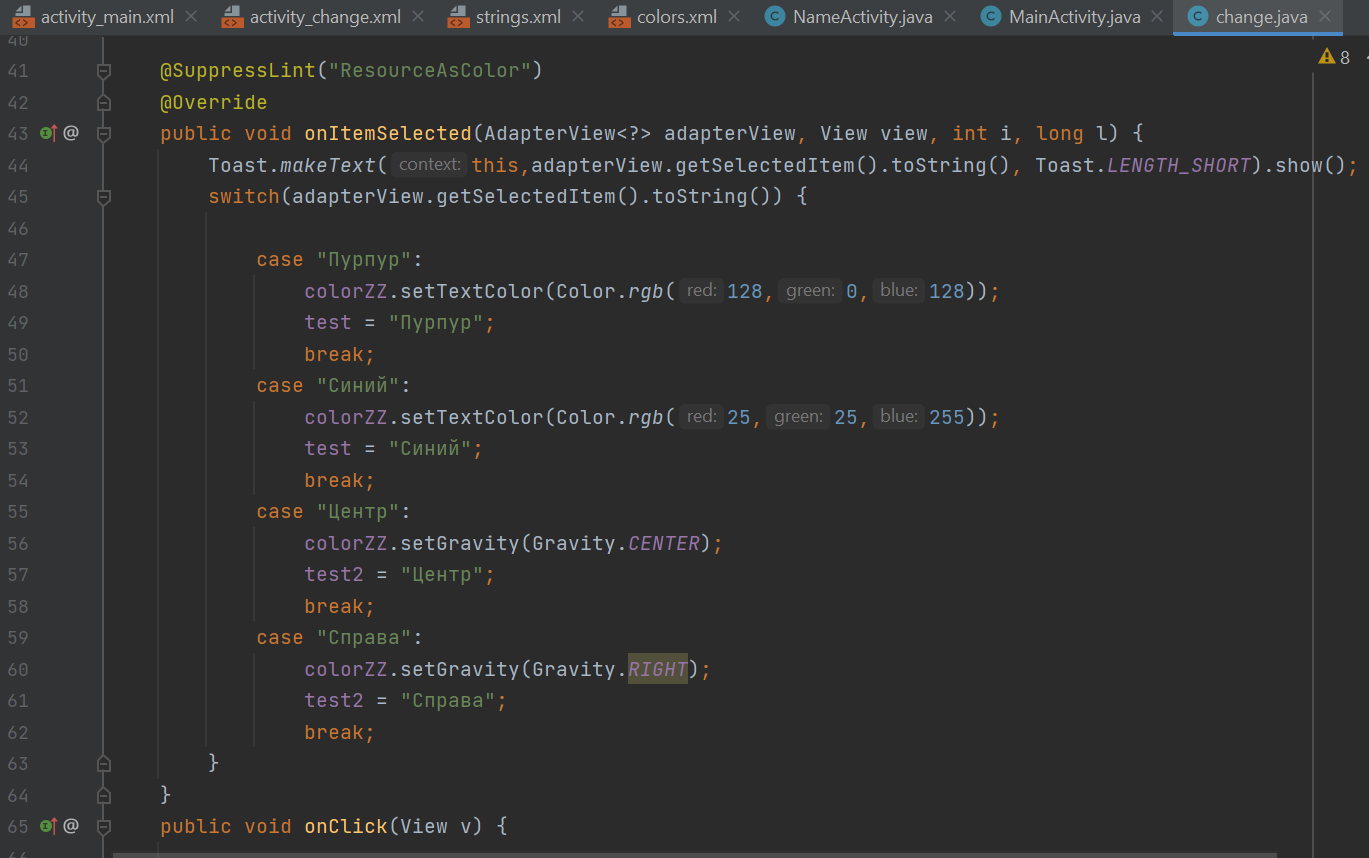 activity_main.xml activity_change.xml strings.xml colors.xml NameActivity.java MainActivity.java change.java
40
8
41 @SuppressLint("ResourceAsColor")
42 @Override
43 @ public void onItemSelected(AdapterView<?> adapterView, View view, int i, long l) {
44 Toast.makeText( context: this,adapterView.getSelectedItem().toString(), Toast.LENGTH_SHORT).show();
45 switch(adapterView.getSelectedItem().toString()) {
46
47 case "Пурпур":
48 colorZZ.setTextColor(Color.rgb( red: 128, green: 0, blue: 128));
49 test = "Пурпур";
50 break;
51 case "Синий":
52 colorZZ.setTextColor(Color.rgb( red: 25, green: 25, blue: 255));
53 test = "Синий";
54 break;
55 case "Центр":
56 colorZZ.setGravity(Gravity.CENTER);
57 test2 = "Центр";
58 break;
59 case "Справа":
60 colorZZ.setGravity(Gravity.RIGHT);
61 test2 = "Справа";
62 break;
63 }
64 }
65 @ public void onClick(View v) {